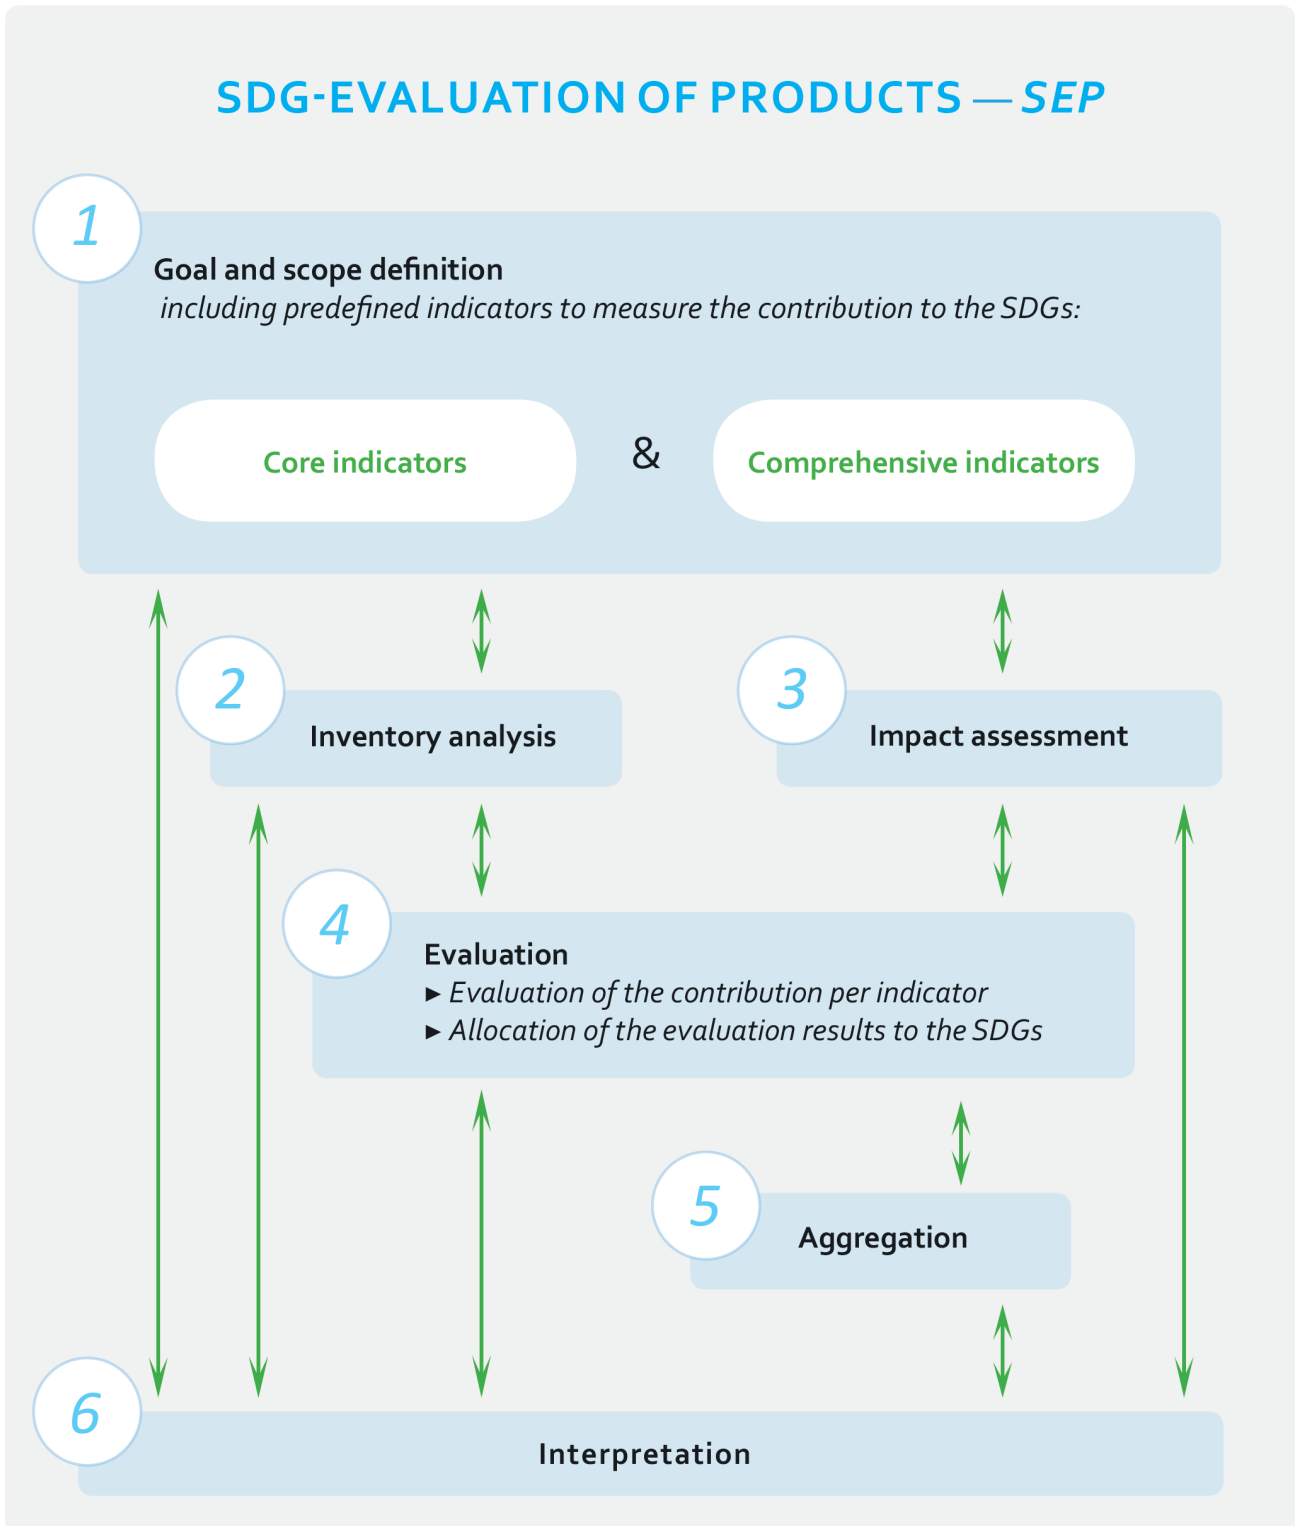 SDG-EVALUATION OF PRODUCTS — SEP
1
Goal and scope definition
including predefined indicators to measure the contribution to the SDGs:
Core indicators
&
Comprehensive indicators
2
Inventory analysis
3
Impact assessment
4
Evaluation
► Evaluation of the contribution per indicator
► Allocation of the evaluation results to the SDGs
5
Aggregation
6
Interpretation